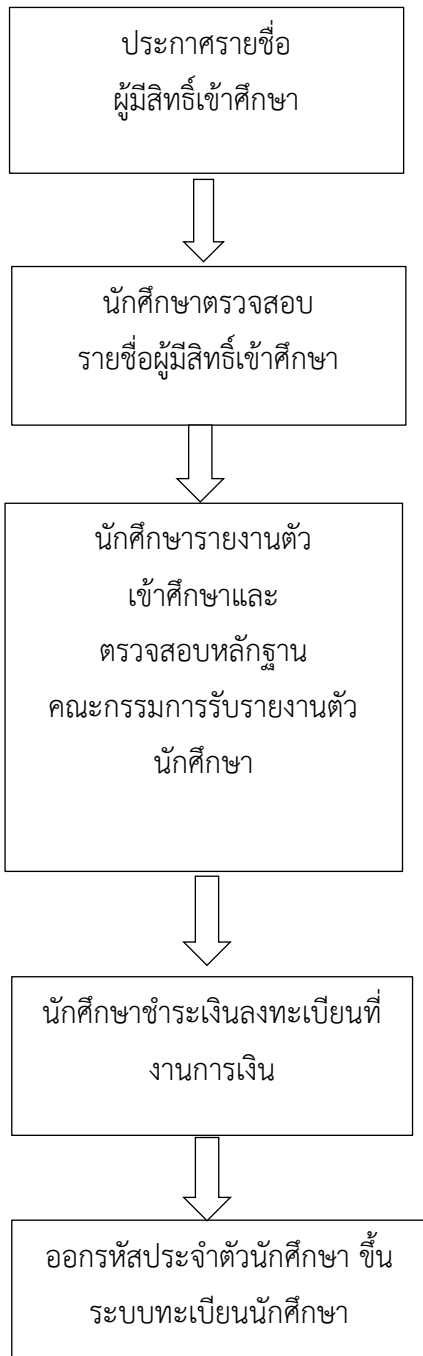 ประกาศรายชื่อ
ผู้มีสิทธิ์เข้าศึกษา
นักศึกษาตรวจสอบ
รายชื่อผู้มีสิทธิ์เข้าศึกษา
นักศึกษารายงานตัว
เข้าศึกษาและ
ตรวจสอบหลักฐาน
คณะกรรมการรับรายงานตัว
นักศึกษา
นักศึกษาชำระเงินลงทะเบียนที่
งานการเงิน
ออกรหัสประจำตัวนักศึกษา ขึ้น
ระบบทะเบียนนักศึกษา